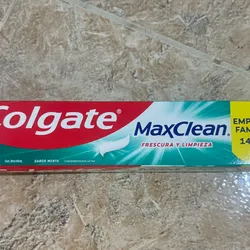 Colgate®
MaxClean
FRESCURA Y LIMPIEZA
SABOR MENTA
EMP
FAM
14